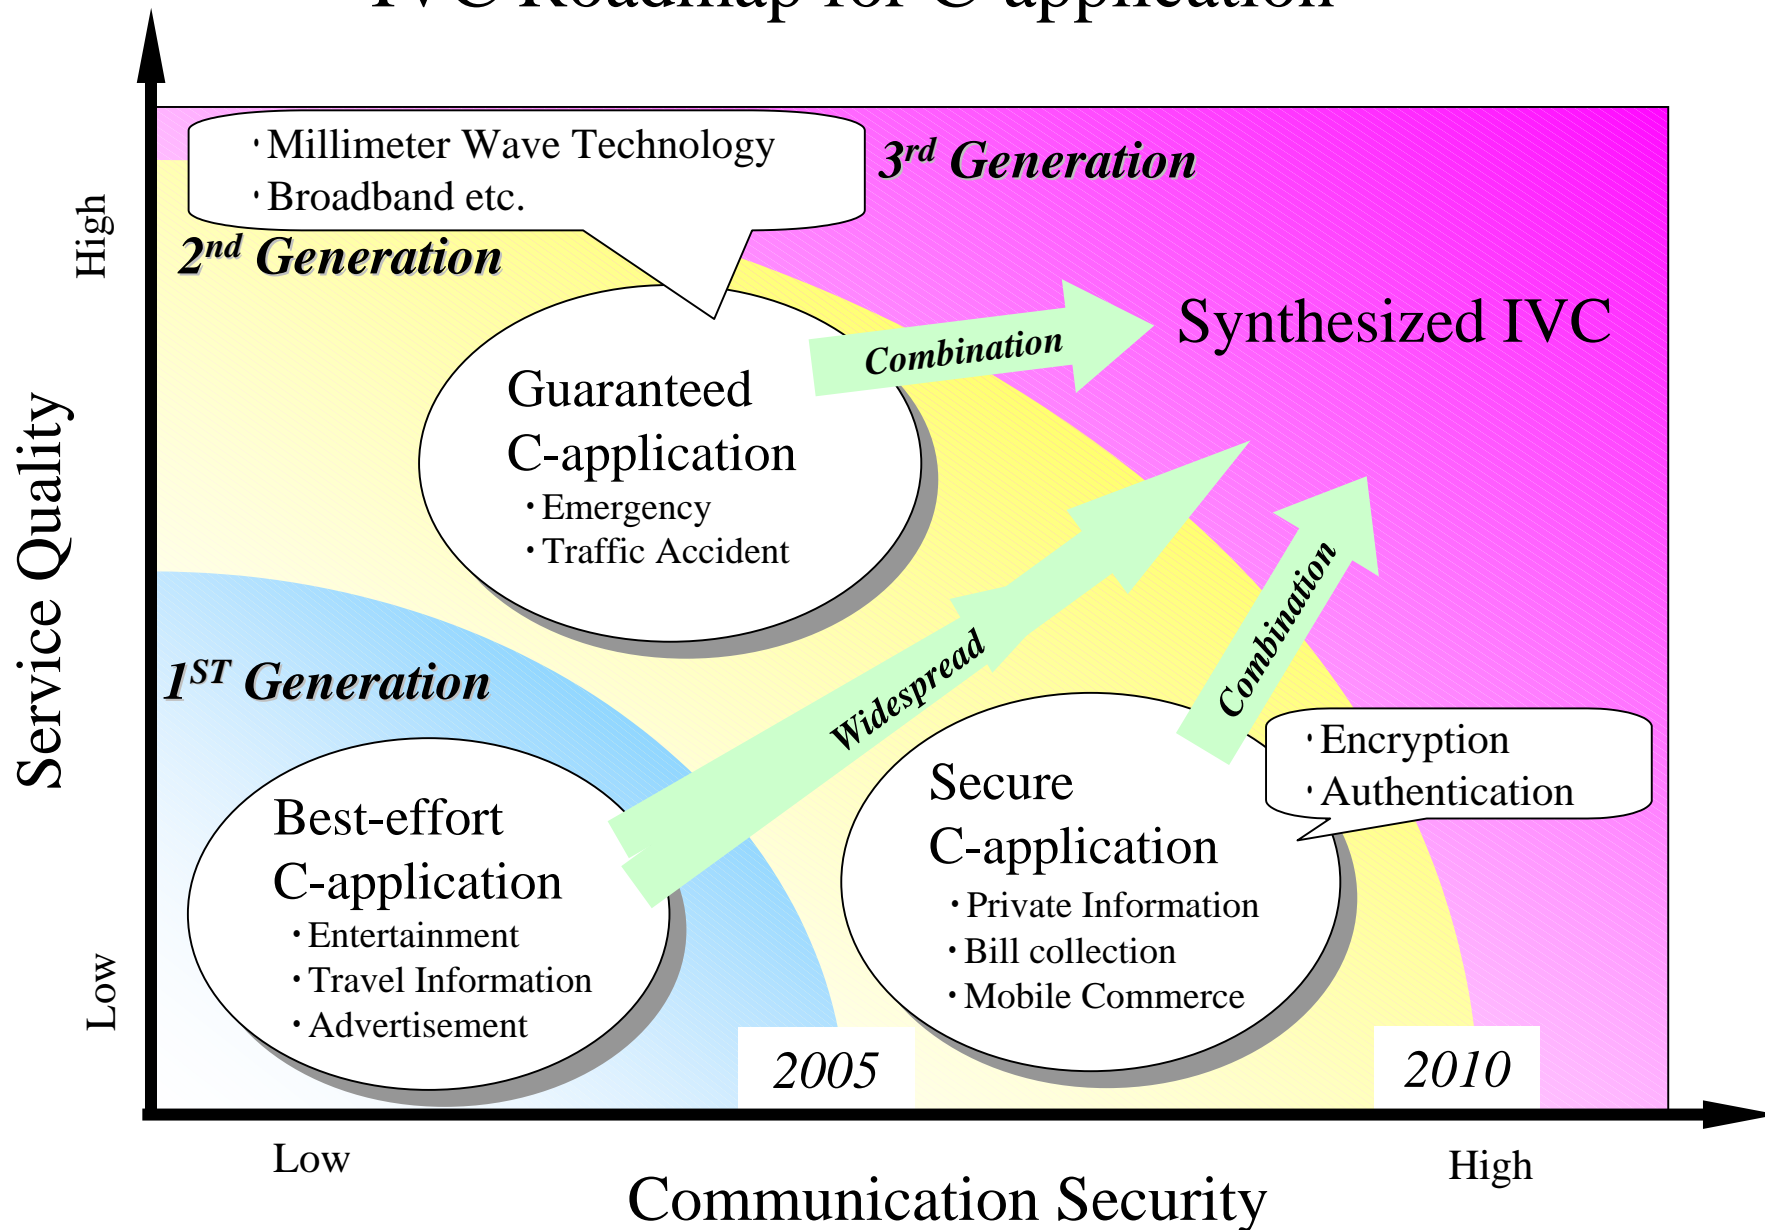 IVC Roadmap for C-application
・Millimeter Wave Technology
・Broadband etc.
3rd Generation
2nd Generation
High
Synthesized IVC
Combination
Guaranteed
C-application
・Emergency
・Traffic Accident
Service Quality
1ST Generation
Widespread
Combination
・Encryption
・Authentication
Secure
C-application
・Private Information
・Bill collection
・Mobile Commerce
Best-effort
C-application
・Entertainment
・Travel Information
・Advertisement
Low
2005
2010
Low
High
Communication Security